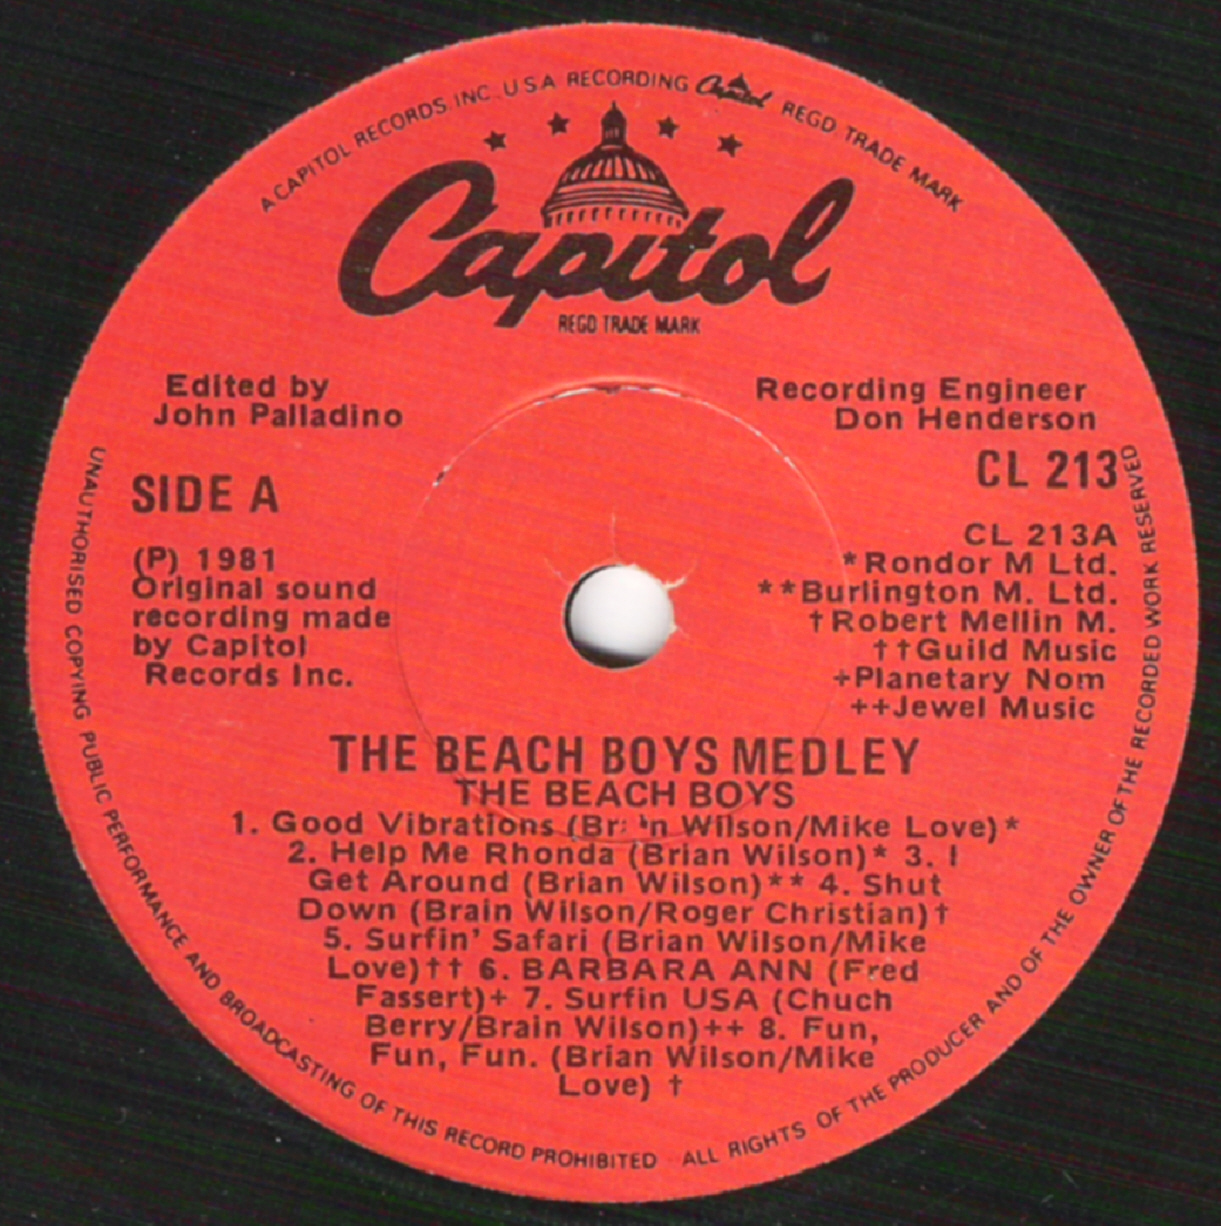 A CAPITOL RECORDS. INC. U.S.A RECORDING Capitol REGD TRADE MARK
Capitol
REGD TRADE MARK
Edited by
John Palladino
Recording Engineer
Don Henderson
SIDE A
CL 213
(P) 1981
Original sound
recording made
by Capitol
Records Inc.
CL 213A
*Rondor M Ltd.
**Burlington M. Ltd.
†Robert Mellin M.
††Guild Music
+Planetary Nom
++Jewel Music
THE BEACH BOYS MEDLEY
THE BEACH BOYS
1. Good Vibrations (Brian Wilson/Mike Love)*
2. Help Me Rhonda (Brian Wilson)* 3. I
Get Around (Brian Wilson)** 4. Shut
Down (Brain Wilson/Roger Christian)†
5. Surfin' Safari (Brian Wilson/Mike
Love)†† 6. BARBARA ANN (Fred
Fassert)+ 7. Surfin USA (Chuch
Berry/Brain Wilson)++ 8. Fun,
Fun, Fun. (Brian Wilson/Mike
Love) †
UNAUTHORISED COPYING PUBLIC PERFORMANCE AND BROADCASTING OF THIS RECORD PROHIBITED ALL RIGHTS OF THE PRODUCER AND OF THE OWNER OF THE RECORDED WORK RESERVED